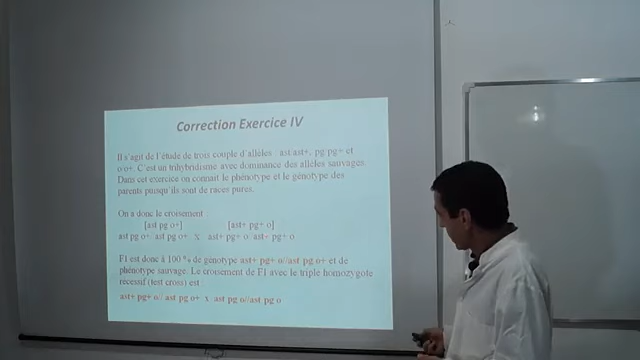 Correction Exercice IV
Il s'agit de l'étude de trois couple d'allèles : ast/ast+, pg/pg+ et
o/o+. C'est un trihybridisme avec dominance des allèles sauvages.
Dans cet exercice on connait le phénotype et le génotype des
parents puisqu'ils sont de races pures.
On a donc le croisement
[ast pg o+] [ast+ pg+ o]
ast pg o+ ast pg o+ X ast+ pg+ o ast+ pg+ o
F1 est donc à 100 % de génotype ast+ pg+ o//ast pg o+ et de
phénotype sauvage. Le croisement de F1 avec le triple homozygote
récessif (test cross) est :
ast+ pg+ o// ast pg o+ x ast pg o//ast pg o